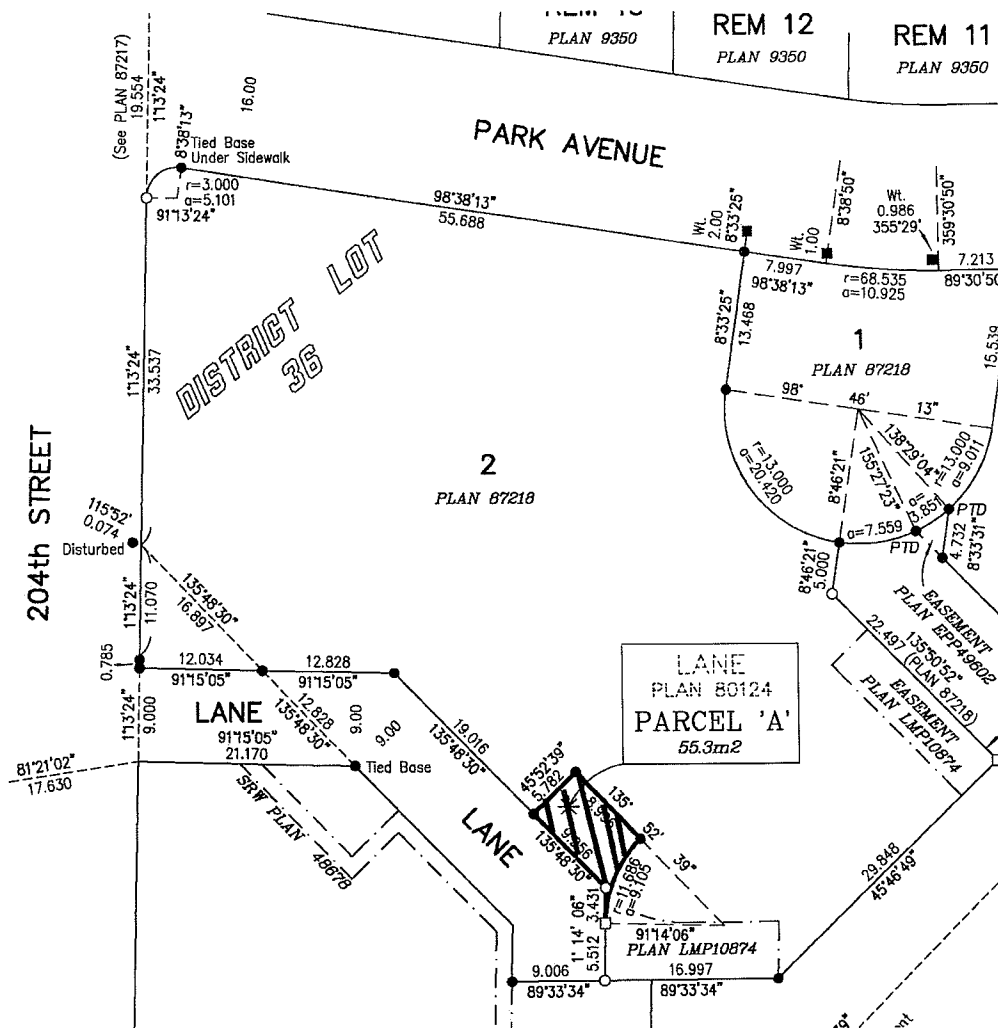 REM 12
REM 11
PLAN 9350
PLAN 9350
PLAN 9350
(See PLAN 87217)
19.554
1°13'24"
16.00
8°38'13"
Tied Base
Under Sidewalk
r=3.000
a=5.101
91°13'24"
PARK AVENUE
98°38'13"
55.688
Wt.
2.00
8°33'25"
Wt.
1.00
8°38'50"
Wt.
0.986
355°29'
359°30'50"
7.997
98°38'13"
r=68.535
a=10.925
7.213
89°30'50
DISTRICT LOT
36
1°13'24"
33.537
8°33'25"
13.468
1
PLAN 87218
15.539
98°
46'
13"
2
PLAN 87218
r=13.000
a=20.420
8°46'21"
155°27'23"
138°29'04"
a=
3.851
r=13.000
a=9.011
a=7.559
PTD
PTD
204th STREET
115°52'
0.074
Disturbed
8°46'21"
5.000
4.732
8°33'31"
1°13'24"
11.070
135°48'30"
16.897
EASEMENT
PLAN EPP49602
135°50'52"
22.497 (PLAN 87218)
EASEMENT
PLAN LMP10874
0.785
12.034
91°15'05"
12.828
91°15'05"
LANE
PLAN 80124
PARCEL 'A'
55.3m2
1°13'24"
9.000
LANE
12.828
135°48'30"
9.00
9.00
19.016
135°48'30"
91°15'05"
21.170
Tied Base
81°21'02"
17.630
SRW PLAN 48678
45°52'39"
5.782
135°
52'
39"
8.936
9.356
135°48'30"
LANE
29.848
45°46'49"
r=11.686
a=9.105
1°14'06"
3.431
91°14'06"
PLAN LMP10874
5.512
9.006
89°33'34"
16.997
89°33'34"